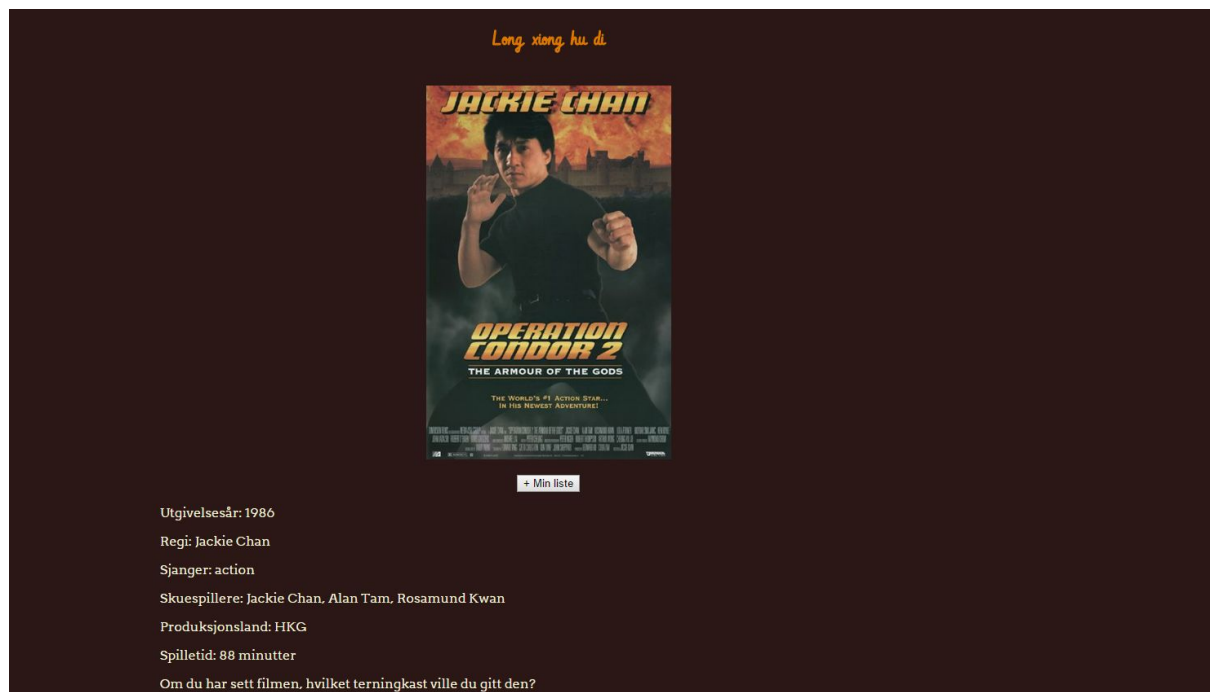 Long xiong hu di
JACKIE CHAN
OPERATION
CONDOR 2
THE ARMOUR OF THE GODS
THE WORLD'S #1 ACTION STAR...
IN HIS NEWEST ADVENTURE!
+ Min liste
Utgivelsesår: 1986
Regi: Jackie Chan
Sjanger: action
Skuespillere: Jackie Chan, Alan Tam, Rosamund Kwan
Produksjonsland: HKG
Spilletid: 88 minutter
Om du har sett filmen, hvilket terningkast ville du gitt den?